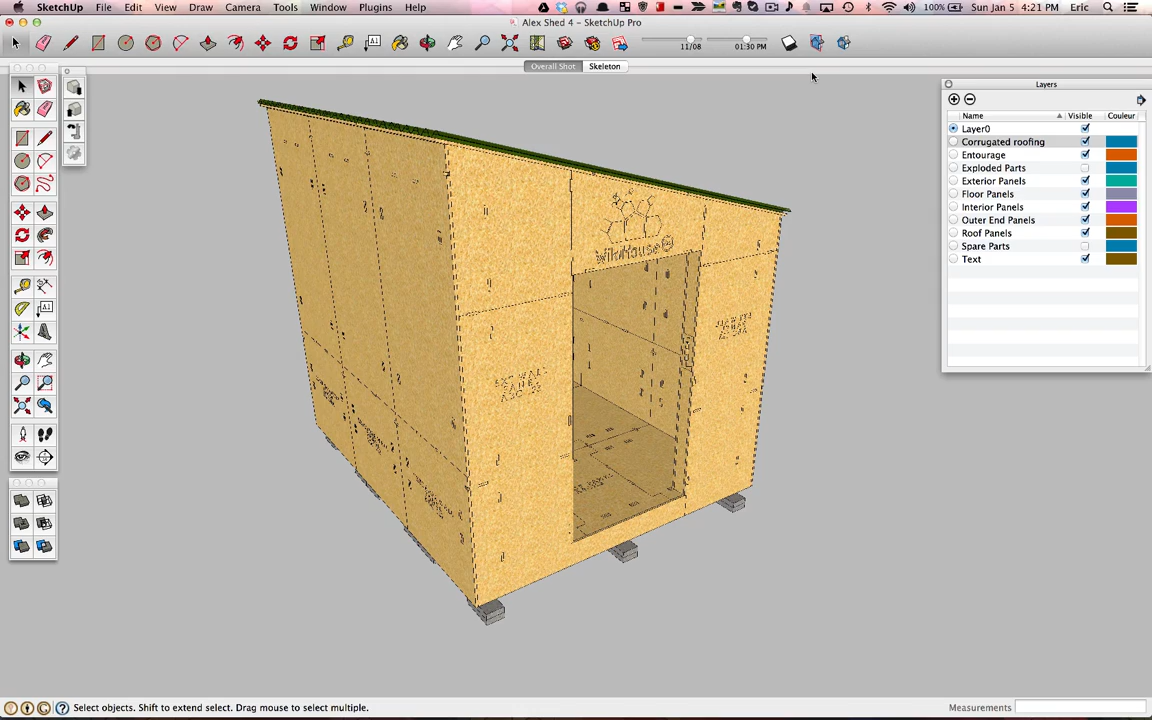 SketchUp File Edit View Draw Camera Tools Window Plugins Help 100% Sun Jan 5 4:21 PM Eric
Alex Shed 4 – SketchUp Pro
11/08 01:30 PM
Overall Shot Skeleton
Layers
Name Visible Couleur
Layer0
Corrugated roofing
Entourage
Exploded Parts
Exterior Panels
Floor Panels
Interior Panels
Outer End Panels
Roof Panels
Spare Parts
Text
WikiHouse
Select objects. Shift to extend select. Drag mouse to select multiple.
Measurements